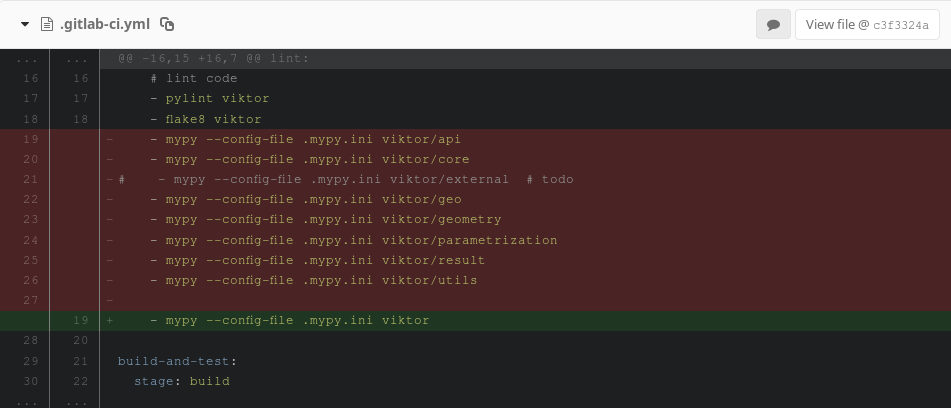 .gitlab-ci.yml View file @ c3f3324a
... ... @@ -16,15 +16,7 @@ lint:
16 16 # lint code
17 17 - pylint viktor
18 18 - flake8 viktor
19 - - mypy --config-file .mypy.ini viktor/api
20 - - mypy --config-file .mypy.ini viktor/core
21 -# - mypy --config-file .mypy.ini viktor/external # todo
22 - - mypy --config-file .mypy.ini viktor/geo
23 - - mypy --config-file .mypy.ini viktor/geometry
24 - - mypy --config-file .mypy.ini viktor/parametrization
25 - - mypy --config-file .mypy.ini viktor/result
26 - - mypy --config-file .mypy.ini viktor/utils
27 -
19 + - mypy --config-file .mypy.ini viktor
28 20
29 21 build-and-test:
30 22 stage: build
... ...